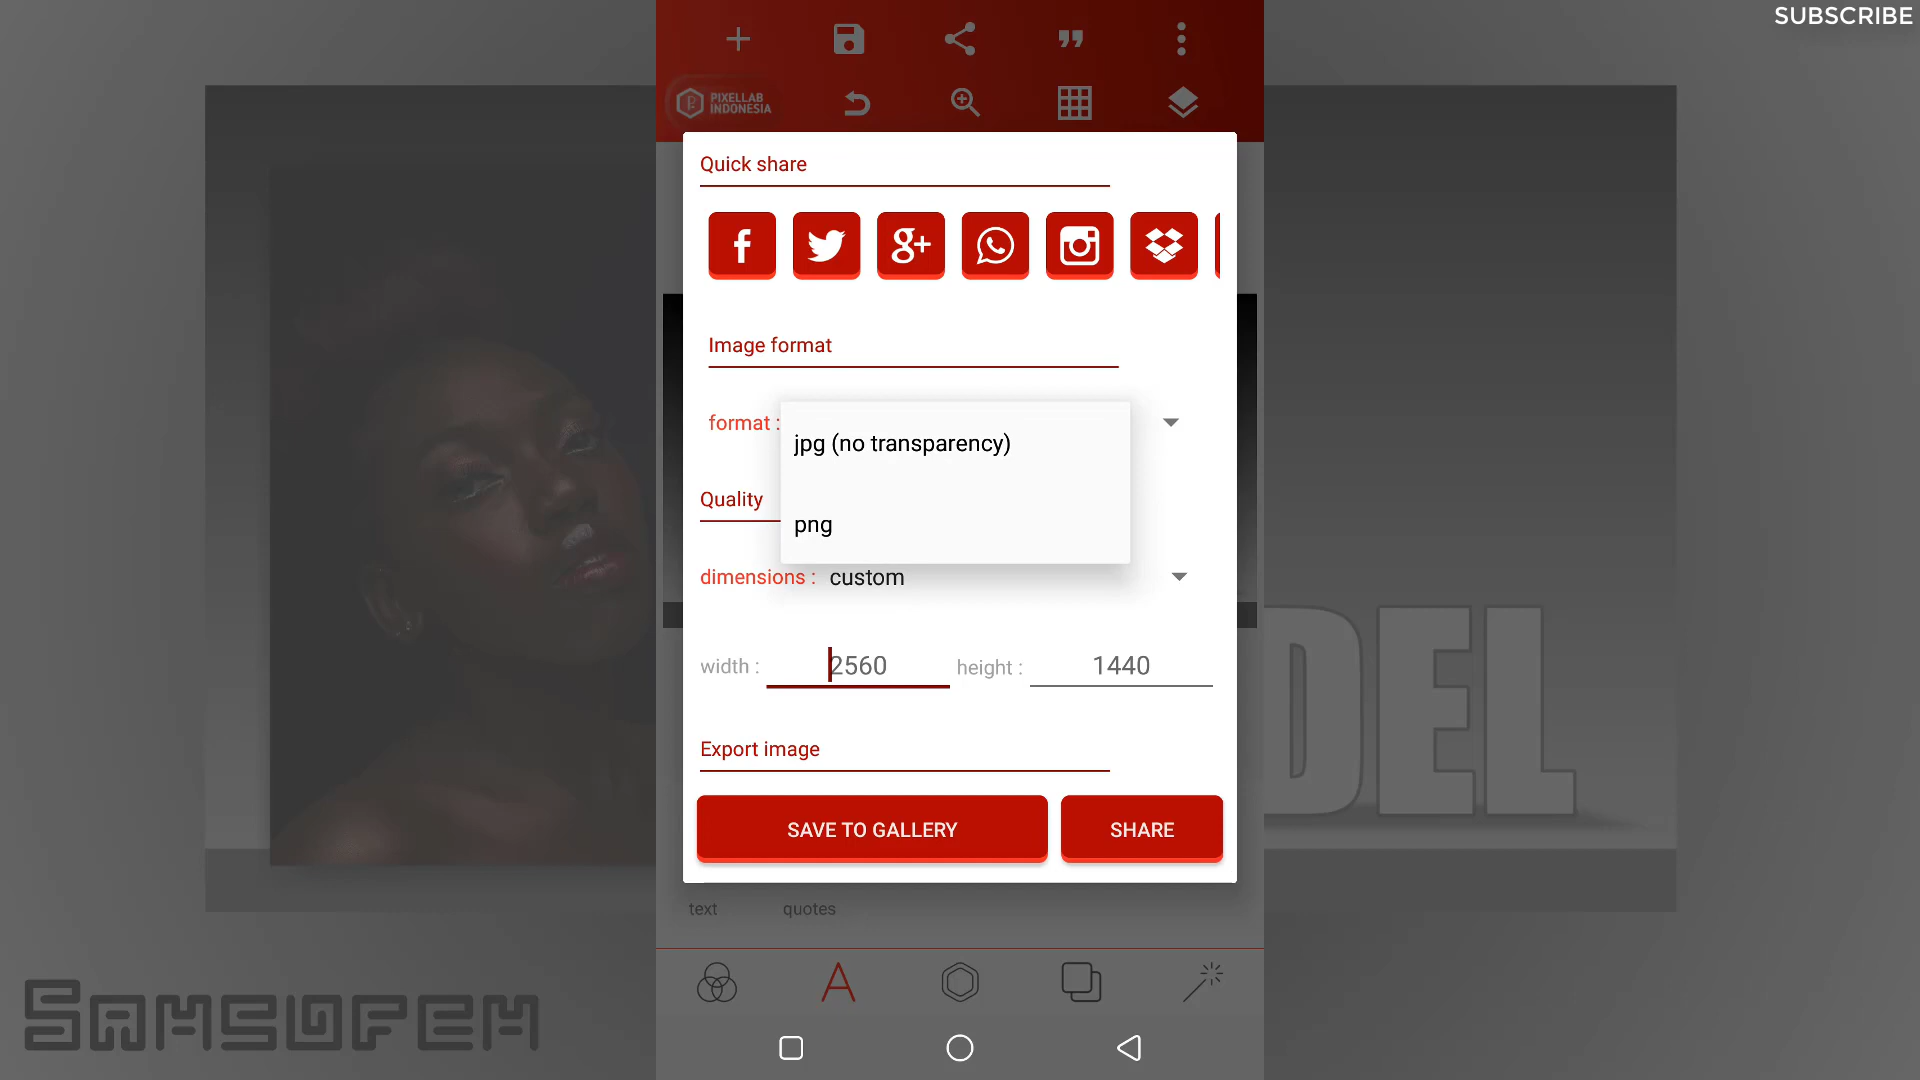 SUBSCRIBE
PIXELLAB
INDONESIA
Quick share
Image format
format :
jpg (no transparency)
Quality
png
dimensions : custom
width : 2560 height : 1440
Export image
SAVE TO GALLERY SHARE
DEL
text quotes
SAMSUFEM